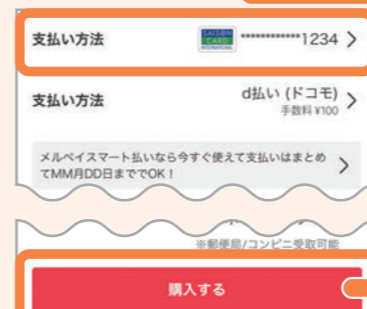 支払い方法
SAISON CARD INTERNATIONAL ************1234 >
支払い方法
d払い (ドコモ) >
手数料 ¥100
メルペイスマート払いなら今すぐ使えて支払いはまとめ
てMM月DD日まででOK！ >
※郵便局/コンビニ受取可能
購入する